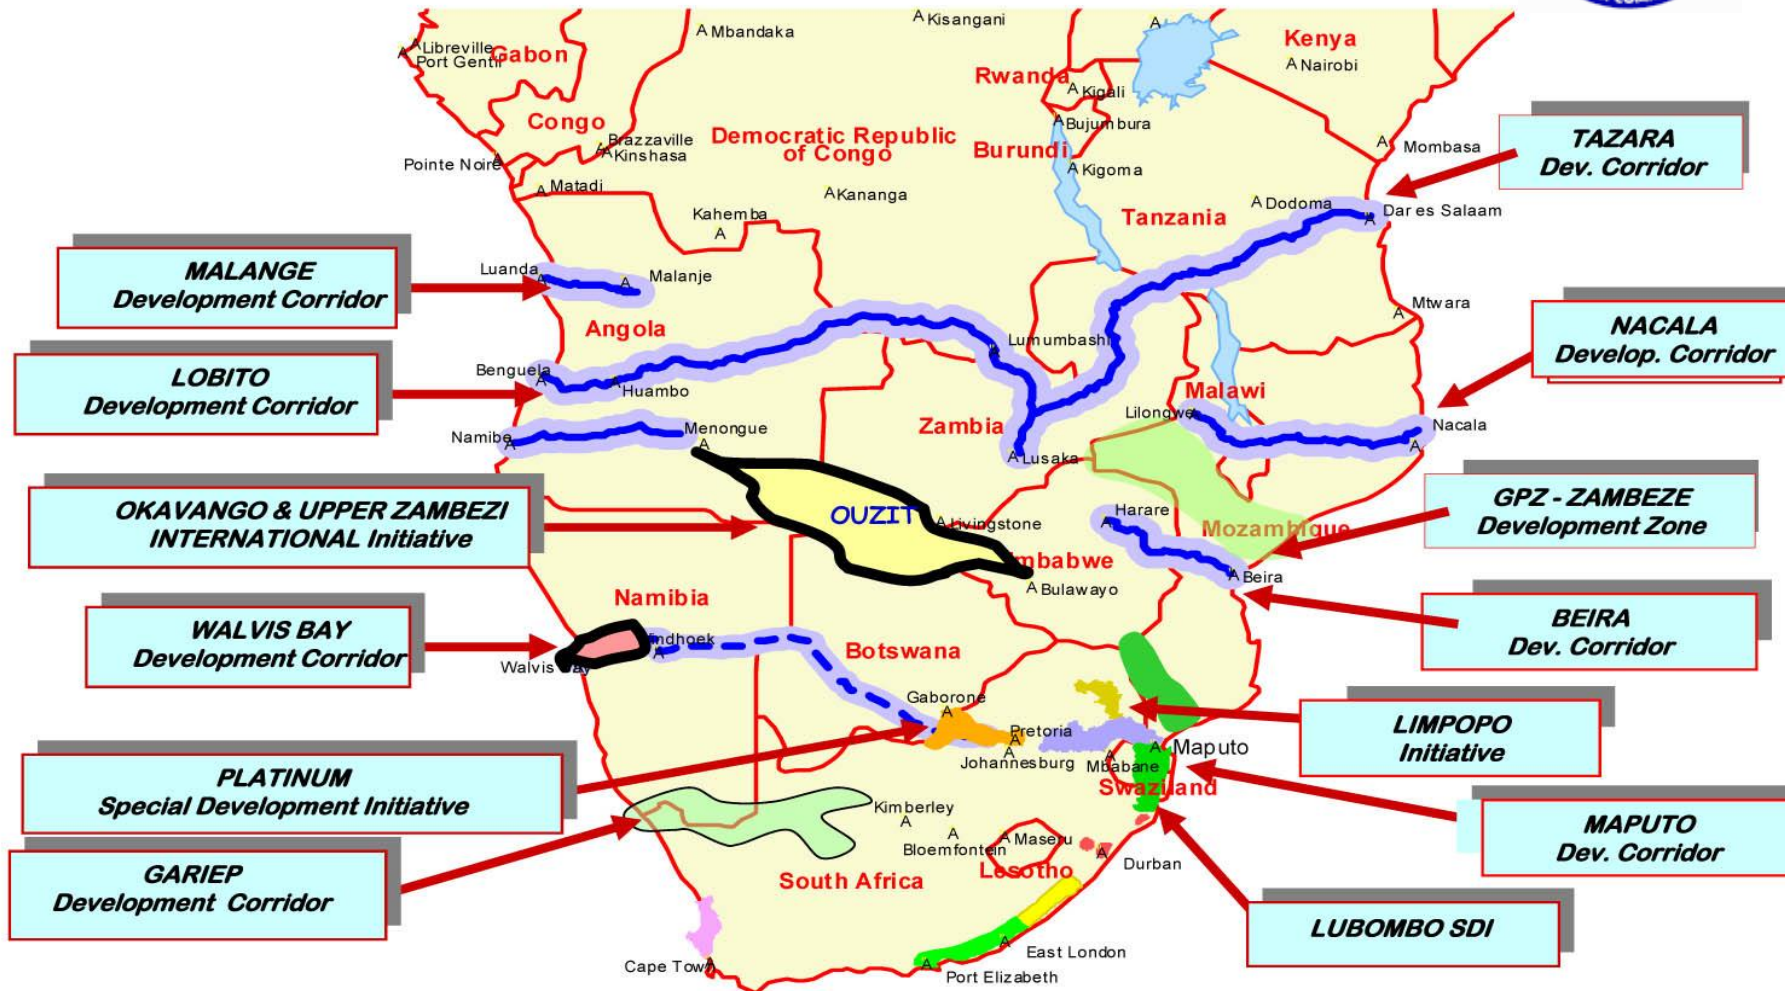 Kisangani
Mbandaka
Libreville
Port Gentil
Gabon
Kenya
Nairobi
Rwanda
Kigali
Congo
Bujumbura
Democratic Republic
of Congo
Burundi
Brazzaville
Kinshasa
Pointe Noire
Mombasa
TAZARA
Dev. Corridor
Kigoma
Matadi
Kananga
Kahemba
Tanzania
Dodoma
Dar es Salaam
MALANGE
Development Corridor
Luanda
Malanje
Angola
Mtwara
NACALA
Develop. Corridor
Lumumbashi
LOBITO
Development Corridor
Benguela
Huambo
Malawi
Lilongwe
Zambia
Namibe
Menongue
Nacala
Lusaka
OKAVANGO & UPPER ZAMBEZI
INTERNATIONAL Initiative
OUZIT
Livingstone
Harare
Mozambique
GPZ - ZAMBEZE
Development Zone
imbabwe
Beira
Bulawayo
Namibia
BEIRA
Dev. Corridor
WALVIS BAY
Development Corridor
indhoek
Walvis Bay
Botswana
Gaborone
LIMPOPO
Initiative
Pretoria
Johannesburg
Maputo
Mbabane
Swaziland
PLATINUM
Special Development Initiative
Kimberley
Bloemfontein
Maseru
Lesotho
Durban
MAPUTO
Dev. Corridor
GARIEP
Development Corridor
South Africa
LUBOMBO SDI
East London
Cape Town
Port Elizabeth